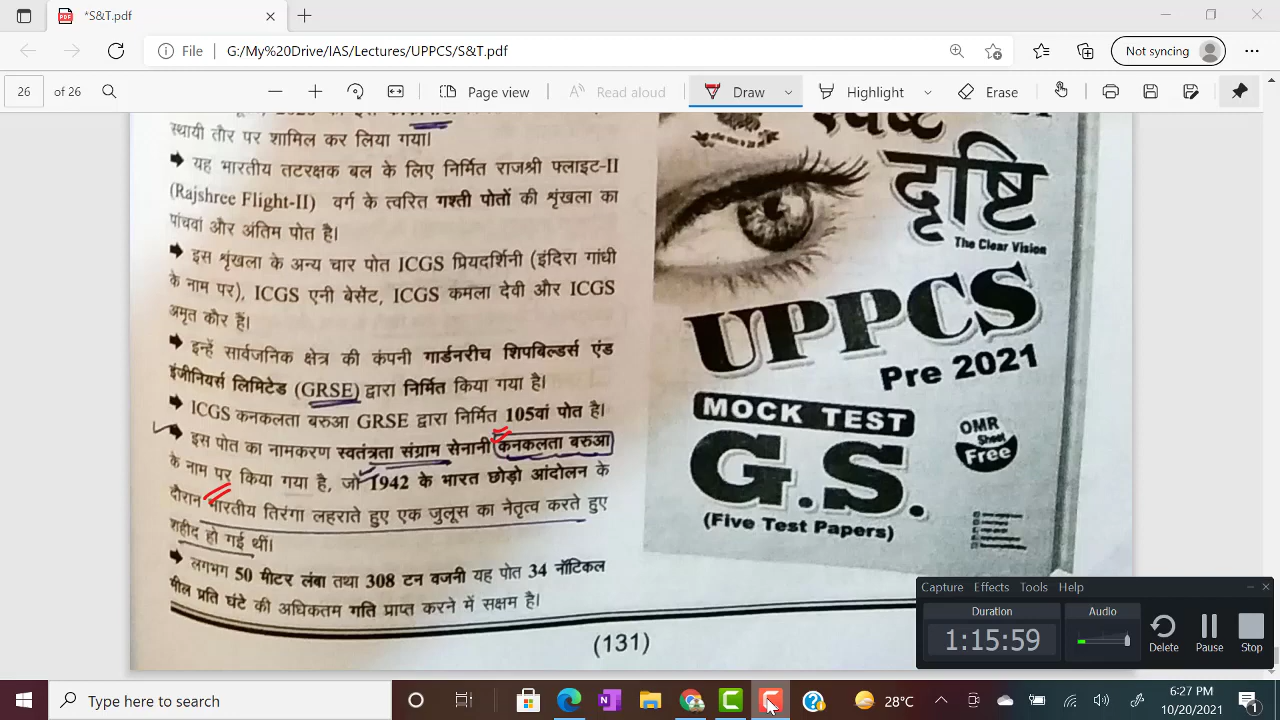 *S&T.pdf
File
G:/My%20Drive/IAS/Lectures/UPPCS/S&T.pdf
Not syncing
26 of 26
Page view
Read aloud
Draw
Highlight
Erase
स्थायी तौर पर शामिल कर लिया गया।
यह भारतीय तटरक्षक बल के लिए निर्मित राजश्री फ्लाइट-II
(Rajshree Flight-II) वर्ग के त्वरित गश्ती पोतों की शृंखला का
पांचवां और अंतिम पोत है।
इस शृंखला के अन्य चार पोत ICGS प्रियदर्शिनी (इंदिरा गांधी
के नाम पर), ICGS एनी बेसेंट, ICGS कमला देवी और ICGS
अमृत कौर हैं।
इन्हें सार्वजनिक क्षेत्र की कंपनी गार्डनरीच शिपबिल्डर्स एंड
इंजीनियर्स लिमिटेड (GRSE) द्वारा निर्मित किया गया है।
ICGS कनकलता बरुआ GRSE द्वारा निर्मित 105वां पोत है।
इस पोत का नामकरण स्वतंत्रता संग्राम सेनानी कनकलता बरुआ
के नाम पर किया गया है, जो 1942 के भारत छोड़ो आंदोलन के
दौरान भारतीय तिरंगा लहराते हुए एक जुलूस का नेतृत्व करते हुए
शहीद हो गई थीं।
लगभग 50 मीटर लंबा तथा 308 टन वजनी यह पोत 34 नॉटिकल
मील प्रति घंटे की अधिकतम गति प्राप्त करने में सक्षम है।
(131)
दृष्टि
The Clear Vision
UPPCS
Pre 2021
MOCK TEST
G.S.
(Five Test Papers)
OMR
Sheet
Free
Capture Effects Tools Help
Duration
Audio
1:15:59
Delete
Pause
Stop
Type here to search
28°C
6:27 PM
10/20/2021
1